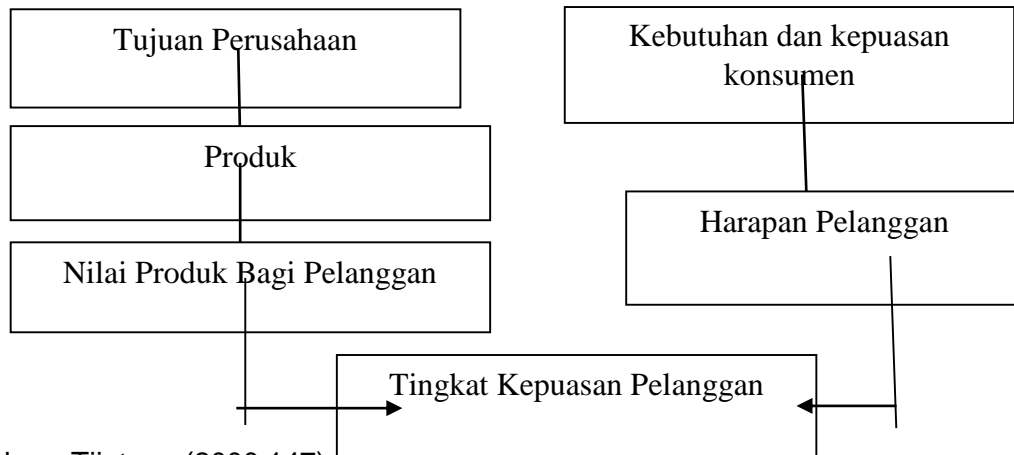 Tujuan Perusahaan
Kebutuhan dan kepuasan
konsumen
Produk
Harapan Pelanggan
Nilai Produk Bagi Pelanggan
Tingkat Kepuasan Pelanggan